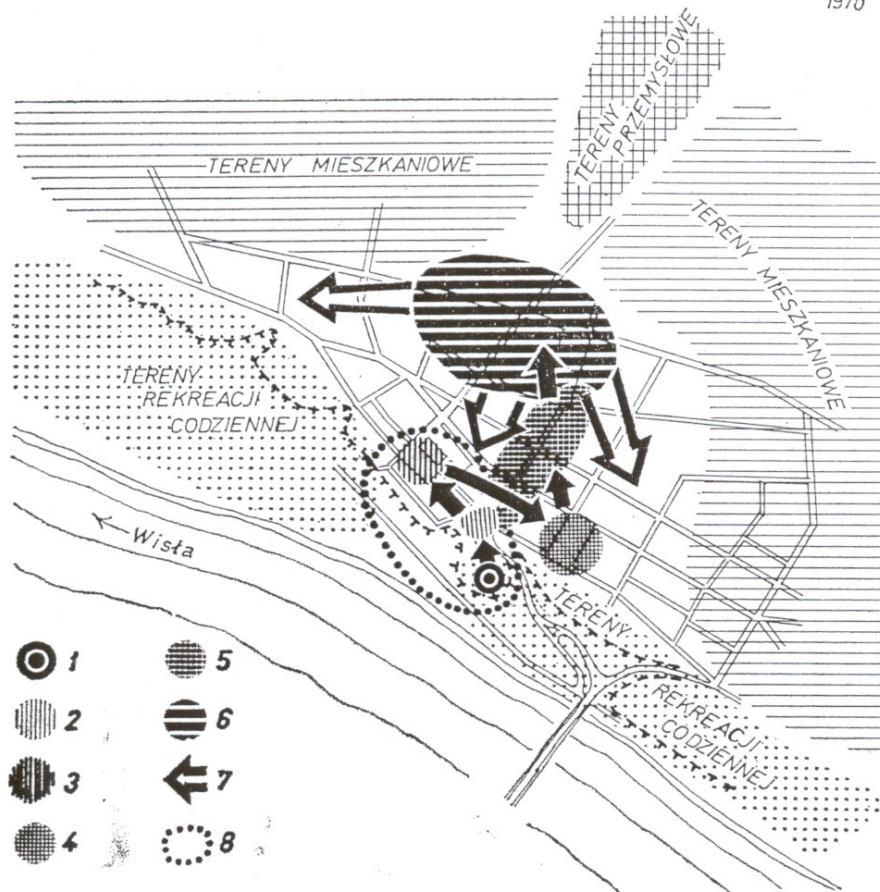 1970
TERENY
PRZEMYSŁOWE
TERENY MIESZKANIOWE
TERENY MIESZKANIOWE
TERENY
REKREACJI
CODZIENNEJ
← Wisła
TERENY
REKREACJI
CODZIENNEJ
1
5
2
6
3
7
4
8